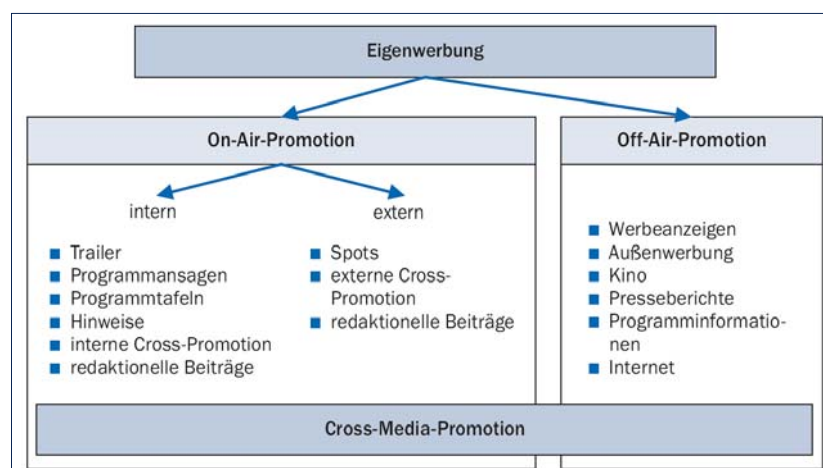 Eigenwerbung
On-Air-Promotion
intern
Trailer
Programmansagen
Programmtafeln
Hinweise
interne Cross-Promotion
redaktionelle Beiträge
extern
Spots
externe Cross-
Promotion
redaktionelle Beiträge
Off-Air-Promotion
Werbeanzeigen
Außenwerbung
Kino
Presseberichte
Programminformatio-
nen
Internet
Cross-Media-Promotion